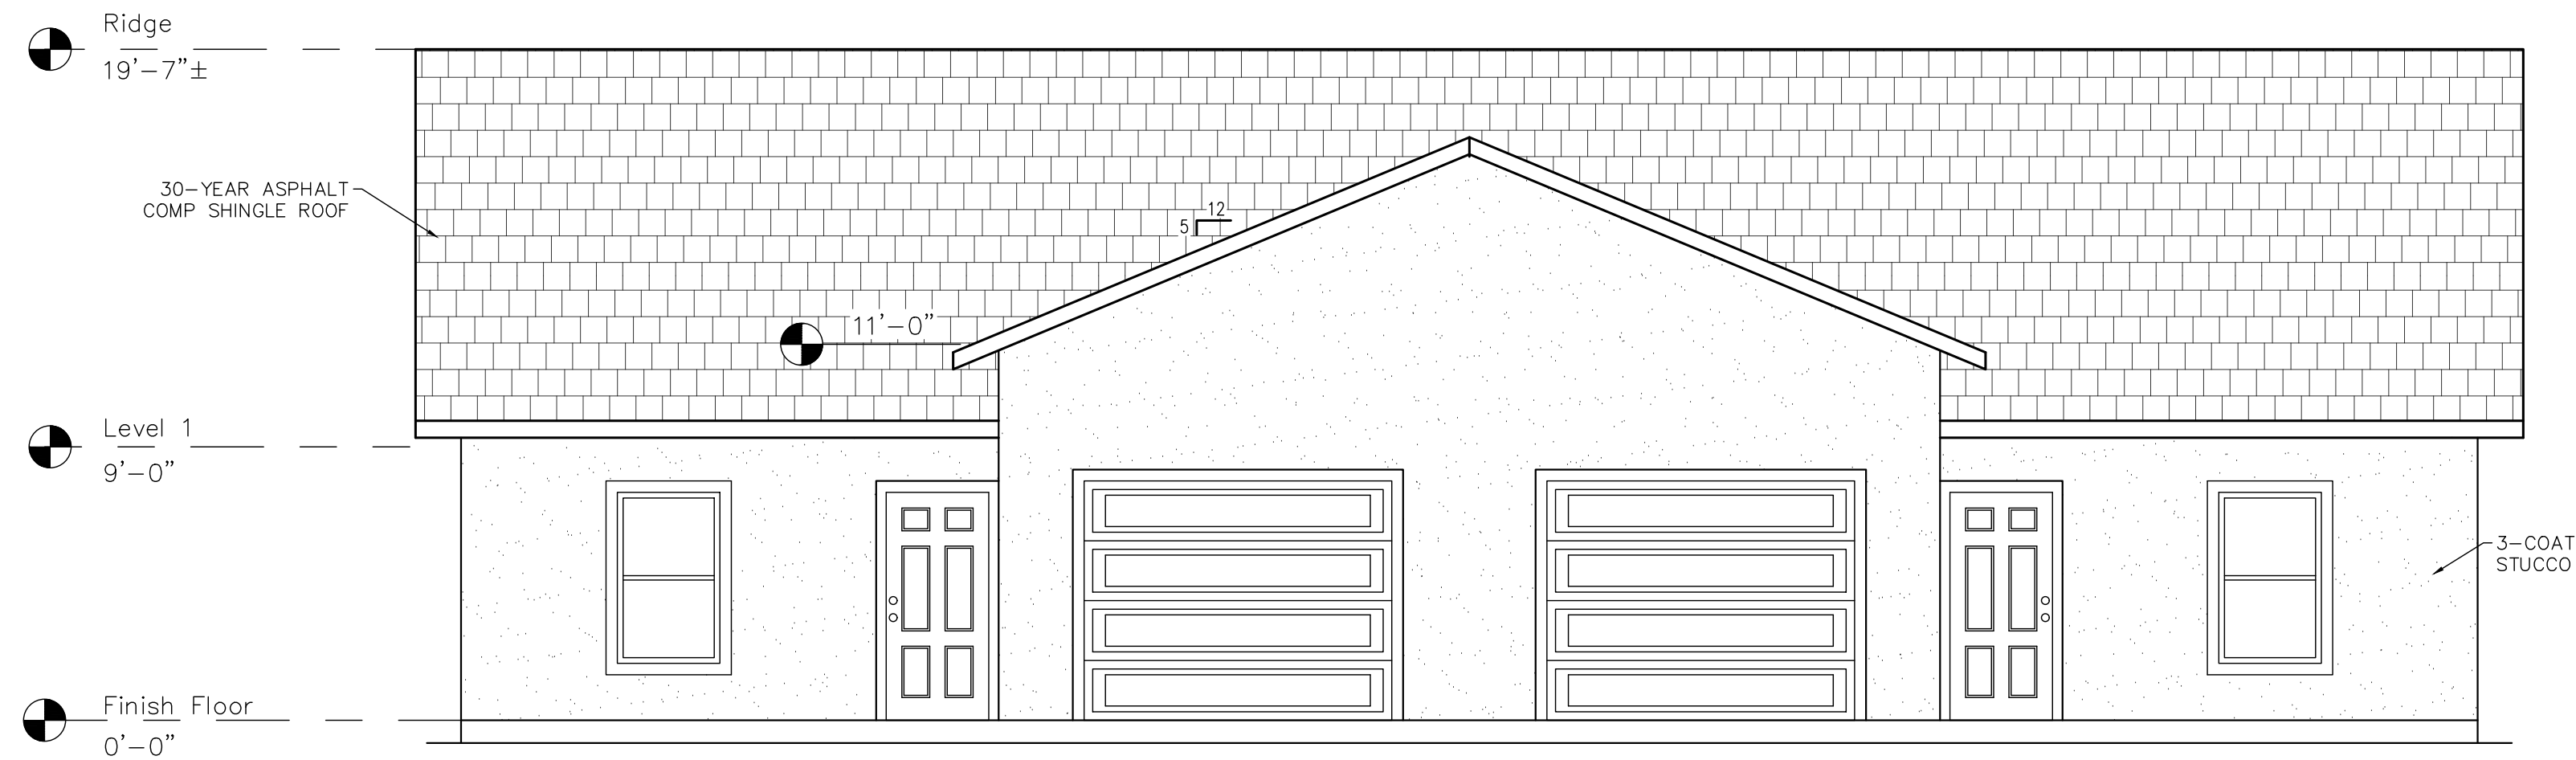 Ridge
19'-7"±
30-YEAR ASPHALT
COMP SHINGLE ROOF
12
5
11'-0"
Level 1
9'-0"
3-COAT
STUCCO
Finish Floor
0'-0"